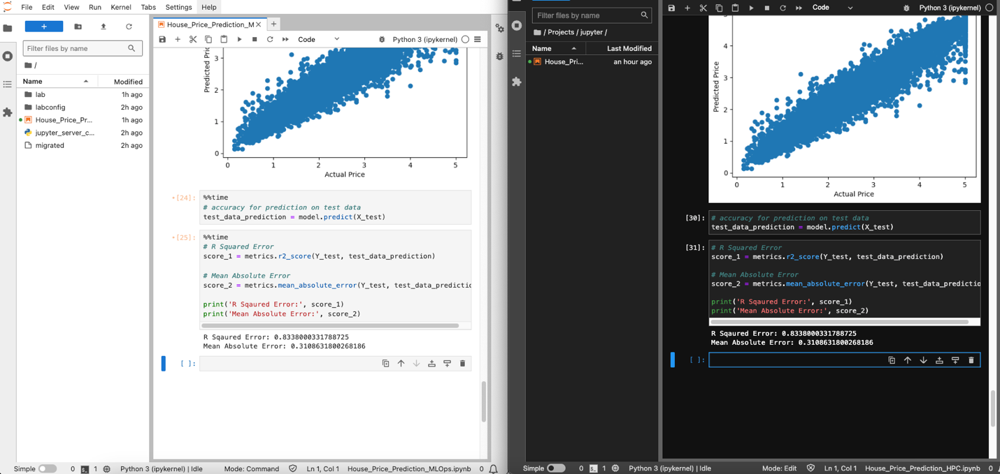 File Edit View Run Kernel Tabs Settings Help
+
Filter files by name
/
Name Modified
lab 1h ago
labconfig 2h ago
House_Price_Pr... 1h ago
jupyter_server_c... 2h ago
migrated 2h ago
House_Price_Prediction_M
Code
Python 3 (ipykernel)
Predicted Pric
3
2
1
0
0 1 2 3 4 5
Actual Price
[24]:
%%time
# accuracy for prediction on test data
test_data_prediction = model.predict(X_test)
[25]:
%%time
# R Squared Error
score_1 = metrics.r2_score(Y_test, test_data_prediction)
# Mean Absolute Error
score_2 = metrics.mean_absolute_error(Y_test, test_data_predictio
print('R Sqaured Error:', score_1)
print('Mean Absolute Error:', score_2)
R Sqaured Error: 0.8338000331788725
Mean Absolute Error: 0.3108631800268186
[ ]:
Simple 0 1 Python 3 (ipykernel) | Idle Mode: Command Ln 1, Col 1 House_Price_Prediction_MLOps.ipynb 0
Filter files by name
/ Projects / jupyter /
Name Last Modified
House_Pri... an hour ago
Code
Python 3 (ipykernel)
Predicted Price
4
3
2
1
0
0 1 2 3 4 5
Actual Price
[30]:
# accuracy for prediction on test data
test_data_prediction = model.predict(X_test)
[31]:
# R Squared Error
score_1 = metrics.r2_score(Y_test, test_data_prediction)
# Mean Absolute Error
score_2 = metrics.mean_absolute_error(Y_test, test_data_predictio
print('R Sqaured Error:', score_1)
print('Mean Absolute Error:', score_2)
R Sqaured Error: 0.8338000331788725
Mean Absolute Error: 0.3108631800268186
[ ]:
Simple 0 1 Python 3 (ipykernel) | Idle Mode: Edit Ln 1, Col 1 House_Price_Prediction_HPC.ipynb 0